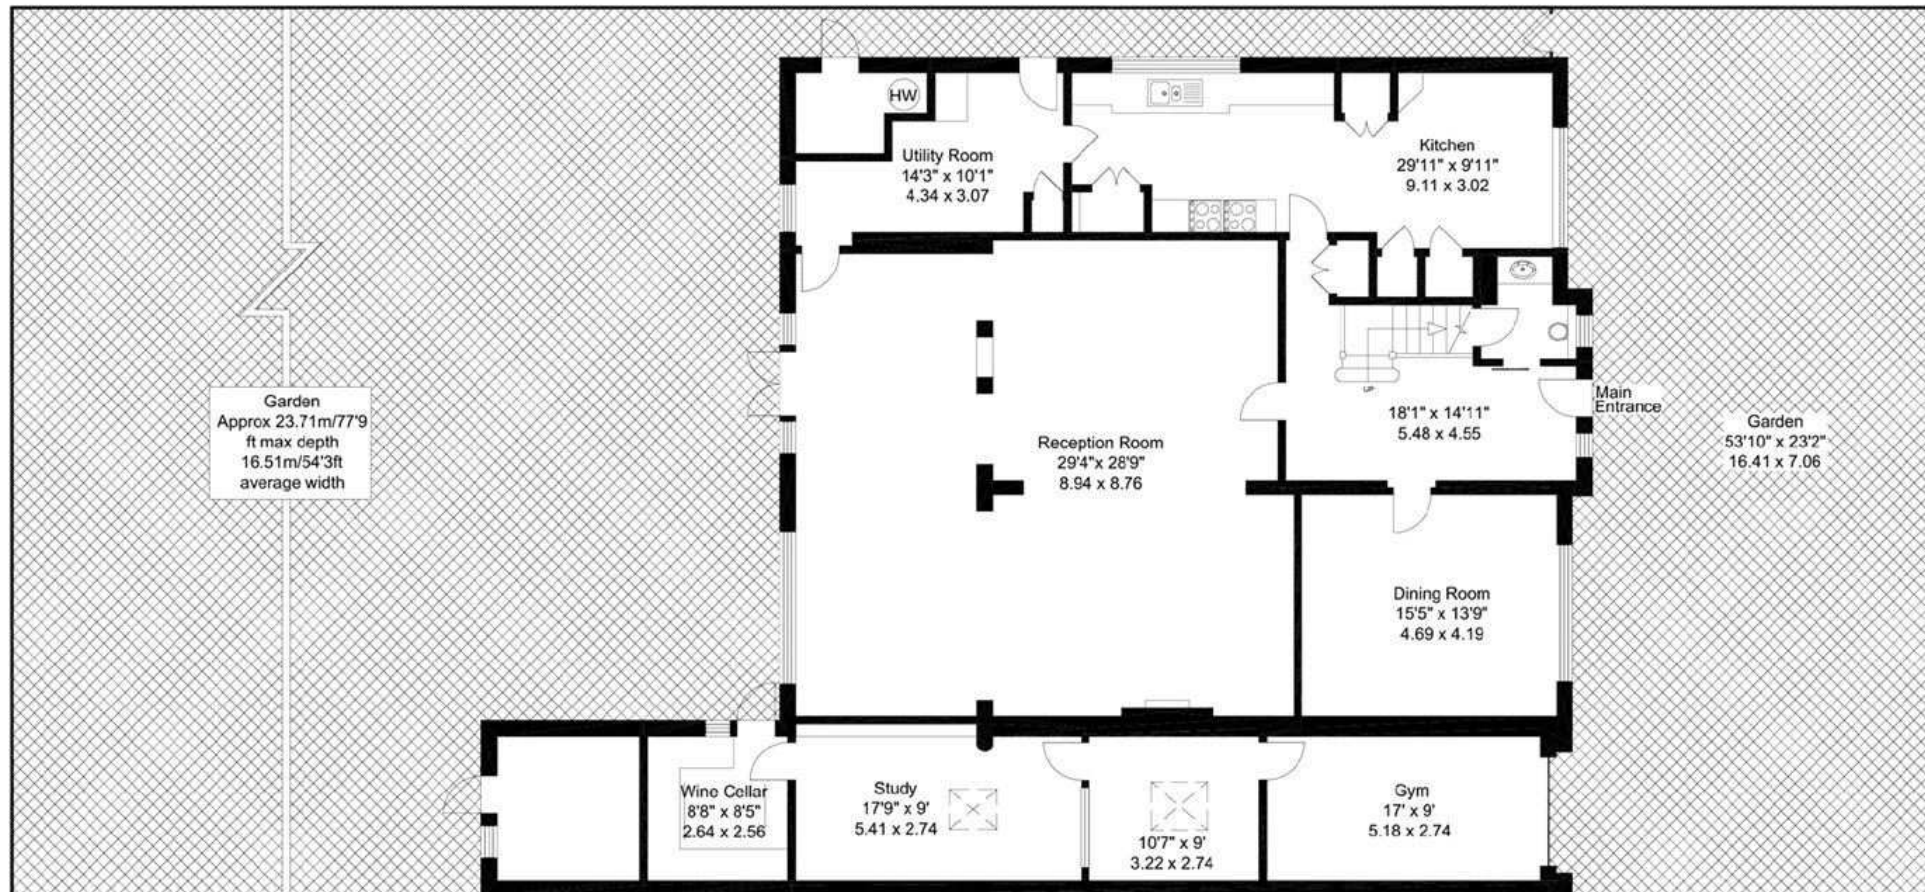 HW
Utility Room
14'3" x 10'1"
4.34 x 3.07
Kitchen
29'11" x 9'11"
9.11 x 3.02
Garden
Approx 23.71m/77'9
ft max depth
16.51m/54'3ft
average width
UP
Main
Entrance
18'1" x 14'11"
5.48 x 4.55
Garden
53'10" x 23'2"
16.41 x 7.06
Reception Room
29'4"x 28'9"
8.94 x 8.76
Dining Room
15'5" x 13'9"
4.69 x 4.19
Wine Cellar
8'8" x 8'5"
2.64 x 2.56
Study
17'9" x 9'
5.41 x 2.74
10'7" x 9'
3.22 x 2.74
Gym
17' x 9'
5.18 x 2.74